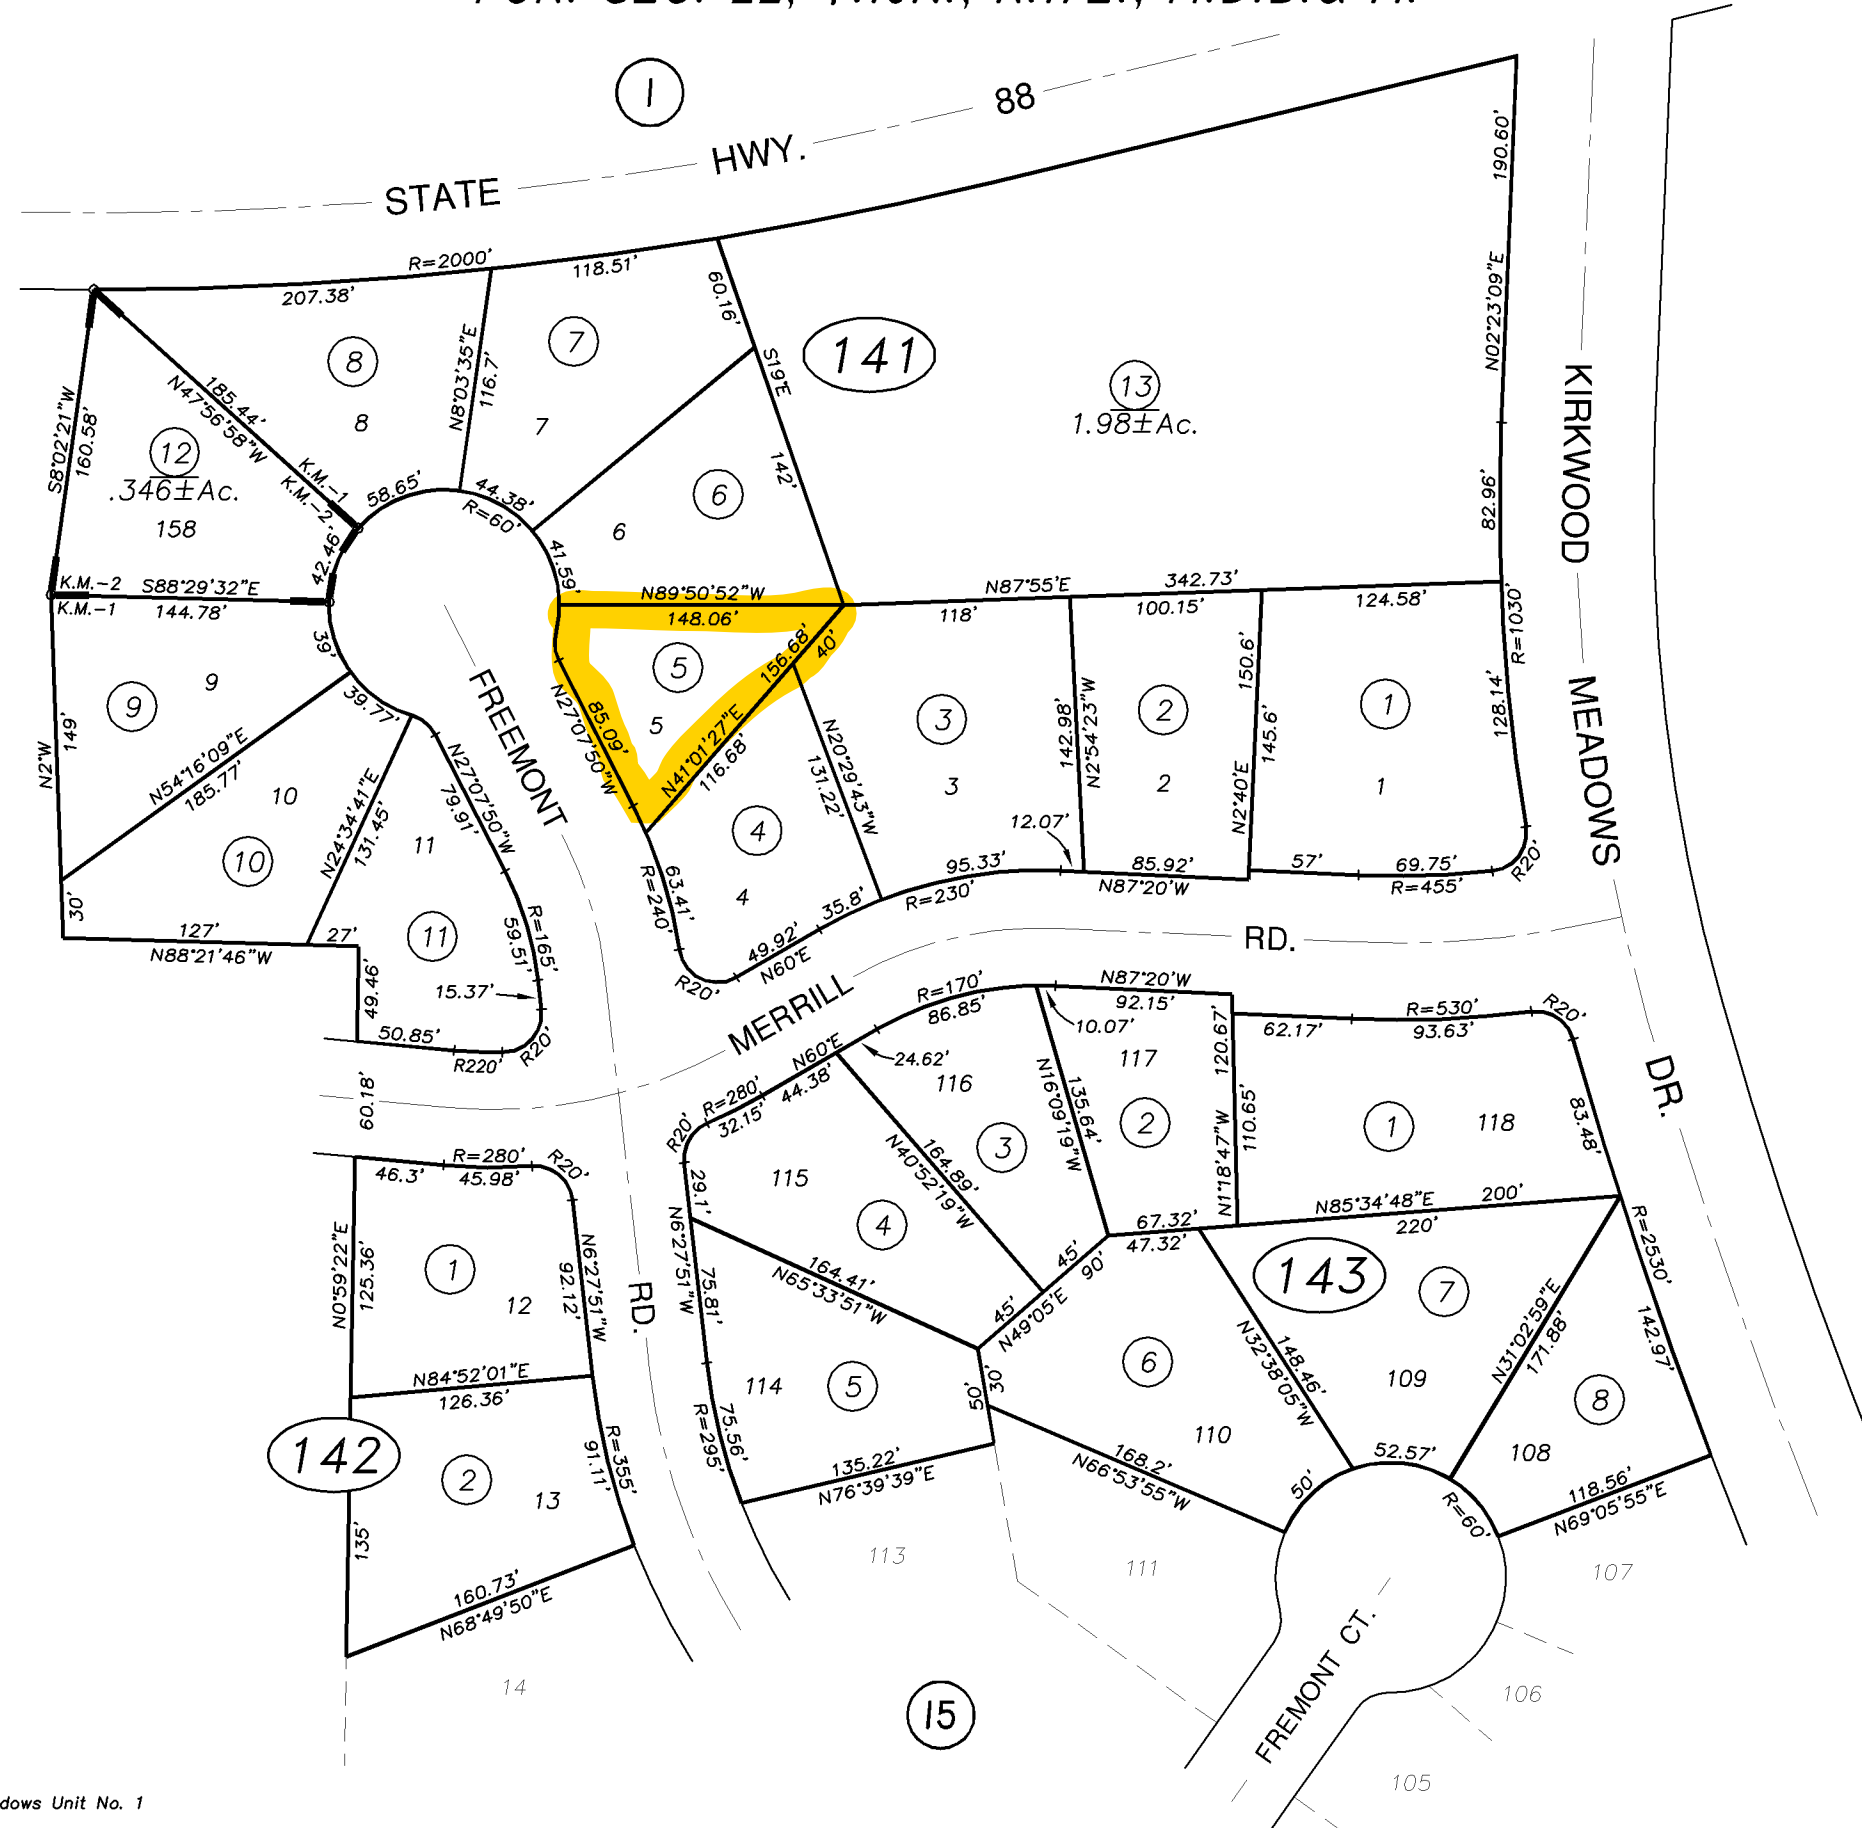 1
STATE HWY. 88
R=2000'
207.38'
118.51'
60.16'
S19°E
142'
141
13
1.98±Ac.
190.60'
N02°23'09"E
82.96'
KIRKWOOD MEADOWS DR.
8
8
7
7
N8°03'35"E
116.7'
185.44'
N47°56'58"W
K.M.-1
K.M.-2
S8°02'21"W
160.58'
12
.346±Ac.
158
58.65'
44.38'
R=60'
6
6
41.59'
42.46'
K.M.-2
K.M.-1
S88°29'32"E
144.78'
39'
39.77'
N89°50'52"W
148.06'
5
5
156.68'
40'
N41°01'27"E
116.68'
N27°07'50"W
85.09'
N87°55'E
342.73'
118'
100.15'
124.58'
R=1030'
128.14'
150.6'
145.6'
N2°40'E
142.98'
N2°54'23"W
3
3
2
2
1
1
N20°29'43"W
131.22'
4
4
12.07'
95.33'
R=230'
85.92'
N87°20'W
57'
69.75'
R=455'
R20'
63.41'
R=240'
35.8'
49.92'
N60°E
R20'
9
9
149'
N2°W
N54°16'09"E
185.77'
10
10
30'
127'
27'
N88°21'46"W
N24°34'41"E
131.45'
11
11
N27°07'50"W
79.91'
R=165'
59.51'
15.37'
49.46'
50.85'
R220'
R20'
60.18'
FREEMONT RD.
MERRILL RD.
R=170'
86.85'
N87°20'W
92.15'
10.07'
24.62'
N60°E
44.38'
R=280'
32.15'
R20'
116
3
117
2
120.67'
110.65'
N1°18'47"W
62.17'
R=530'
93.63'
R20'
1
118
83.48'
N16°09'19"W
135.64'
164.89'
N40°52'19"W
115
4
29.1'
N6°27'51"W
75.81'
164.41'
N65°33'51"W
45'
45'
90'
N49°05'E
67.32'
47.32'
N85°34'48"E
200'
220'
143
7
109
R=2530'
142.97'
N31°02'59"E
171.88'
N32°38'05"W
148.46'
6
110
30'
50'
114
5
75.56'
R=295'
135.22'
N76°39'39"E
168.2'
N66°53'55"W
50'
52.57'
R=60'
8
108
118.56'
N69°05'55"E
46.3'
R=280'
45.98'
R20'
N0°59'22"E
125.36'
1
12
N6°27'51"W
92.12'
N84°52'01"E
126.36'
142
2
13
R=355'
91.11'
135'
160.73'
N68°49'50"E
113
111
107
106
105
14
15
FREMONT CT.
dows Unit No. 1